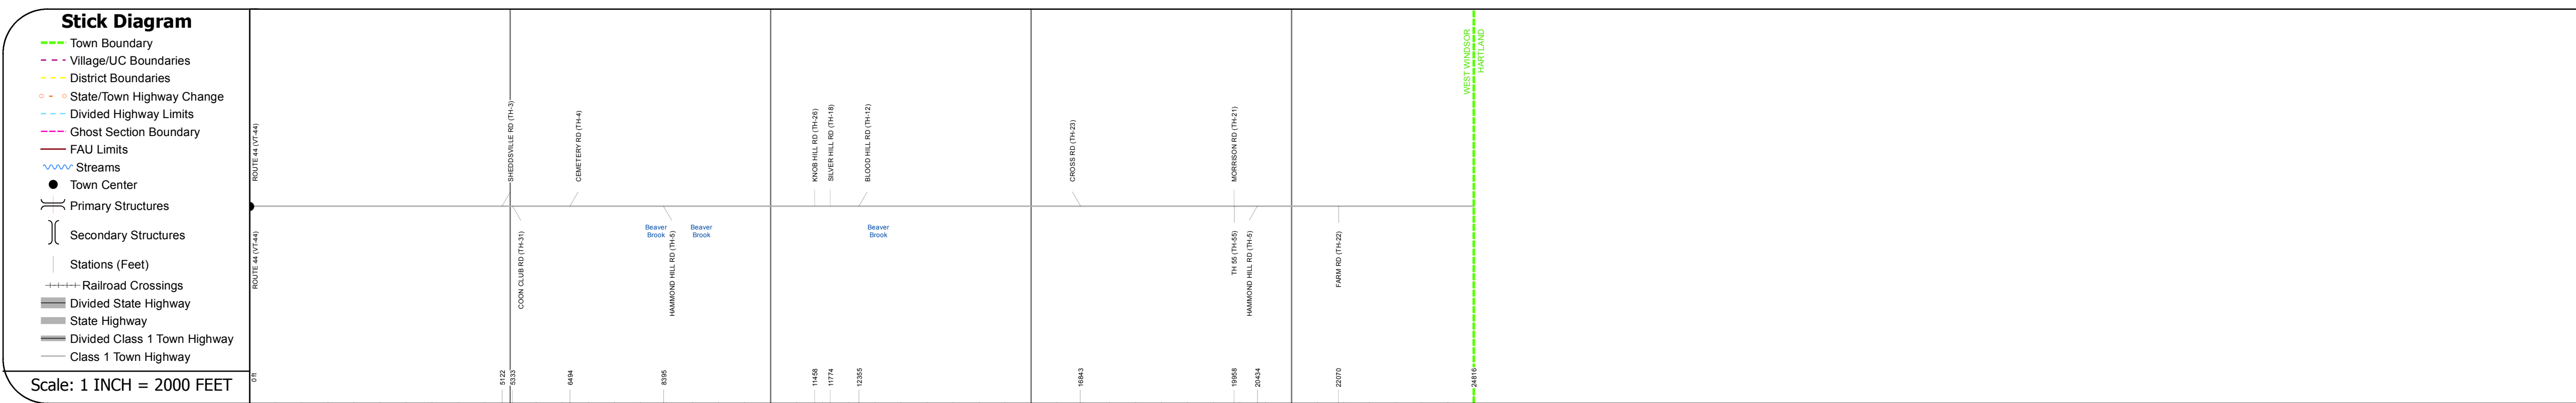 Stick Diagram
Town Boundary
Village/UC Boundaries
District Boundaries
State/Town Highway Change
Divided Highway Limits
Ghost Section Boundary
FAU Limits
Streams
Town Center
Primary Structures
Secondary Structures
Stations (Feet)
Railroad Crossings
Divided State Highway
State Highway
Divided Class 1 Town Highway
Class 1 Town Highway
Scale: 1 INCH = 2000 FEET
ROUTE 44 (VT-44)
SHEDDSVILLE RD (TH-3)
CEMETERY RD (TH-4)
KNOB HILL RD (TH-26)
SILVER HILL RD (TH-18)
BLOOD HILL RD (TH-12)
CROSS RD (TH-23)
MORRISON RD (TH-21)
WEST WINDSOR
HARTLAND
ROUTE 44 (VT-44)
COON CLUB RD (TH-31)
Beaver
Brook
HAMMOND HILL RD (TH-5)
Beaver
Brook
Beaver
Brook
TH 55 (TH-55)
HAMMOND HILL RD (TH-5)
FARM RD (TH-22)
0 ft
5122
5333
6494
8395
11458
11774
12355
16843
19958
20434
22070
24816